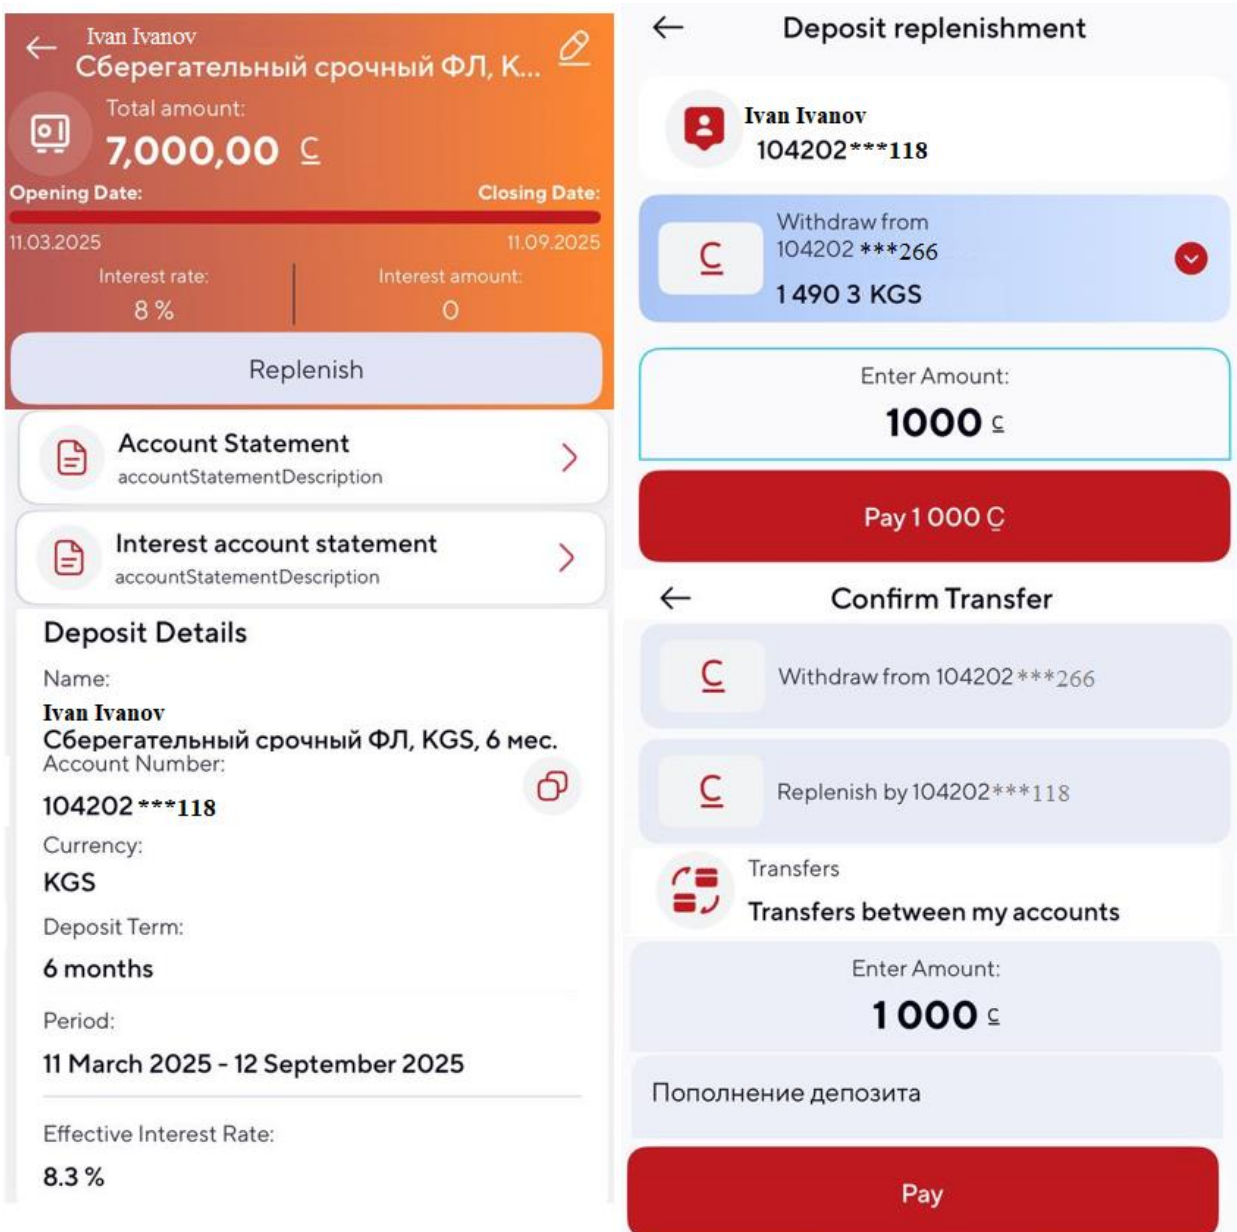 Ivan Ivanov
Сберегательный срочный ФЛ, К...
Total amount:
7,000,00 С
Opening Date: Closing Date:
11.03.2025 11.09.2025
Interest rate: Interest amount:
8 % 0
Replenish
Account Statement
accountStatementDescription
Interest account statement
accountStatementDescription
Deposit Details
Name:
Ivan Ivanov
Сберегательный срочный ФЛ, KGS, 6 мес.
Account Number:
104202 ***118
Currency:
KGS
Deposit Term:
6 months
Period:
11 March 2025 - 12 September 2025
Effective Interest Rate:
8.3 %
Deposit replenishment
Ivan Ivanov
104202***118
Withdraw from
104202 ***266
С
1 490 3 KGS
Enter Amount:
1000 С
Pay 1 000 С
Confirm Transfer
С
Withdraw from 104202 ***266
С
Replenish by 104202***118
Transfers
Transfers between my accounts
Enter Amount:
1 000 С
Пополнение депозита
Pay